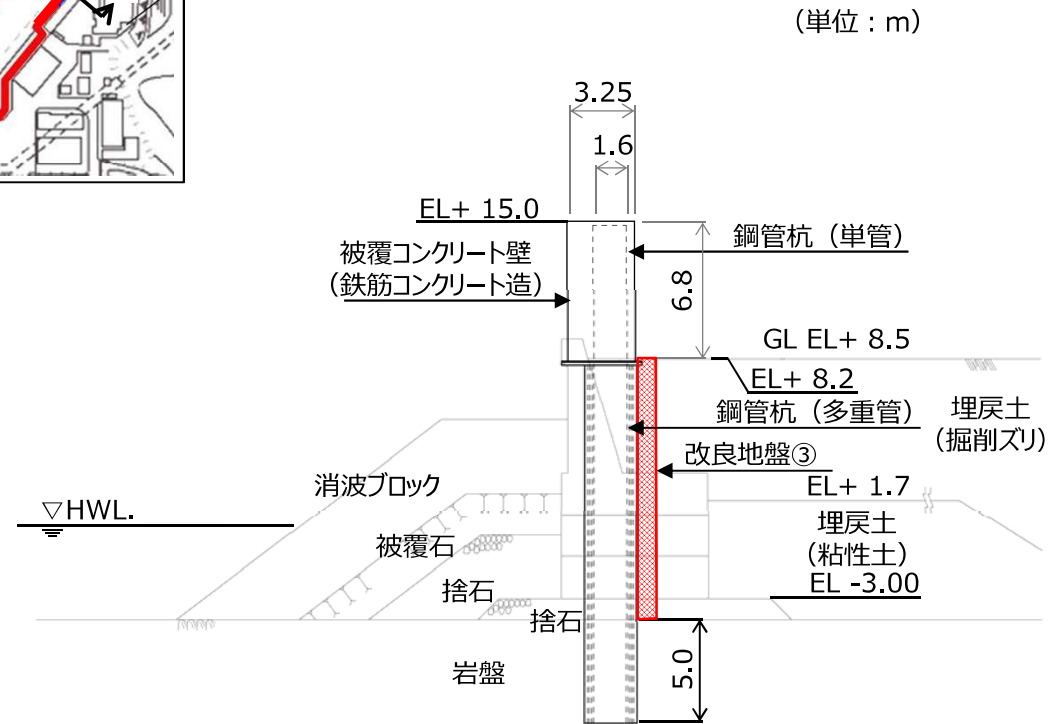 （単位：m）
3.25
1.6
EL+ 15.0
鋼管杭（単管）
被覆コンクリート壁
（鉄筋コンクリート造）
6.8
GL EL+ 8.5
EL+ 8.2
鋼管杭（多重管）
埋戻土
（掘削ズリ）
改良地盤③
消波ブロック
EL+ 1.7
▽HWL.
埋戻土
（粘性土）
被覆石
EL -3.00
捨石
捨石
5.0
岩盤